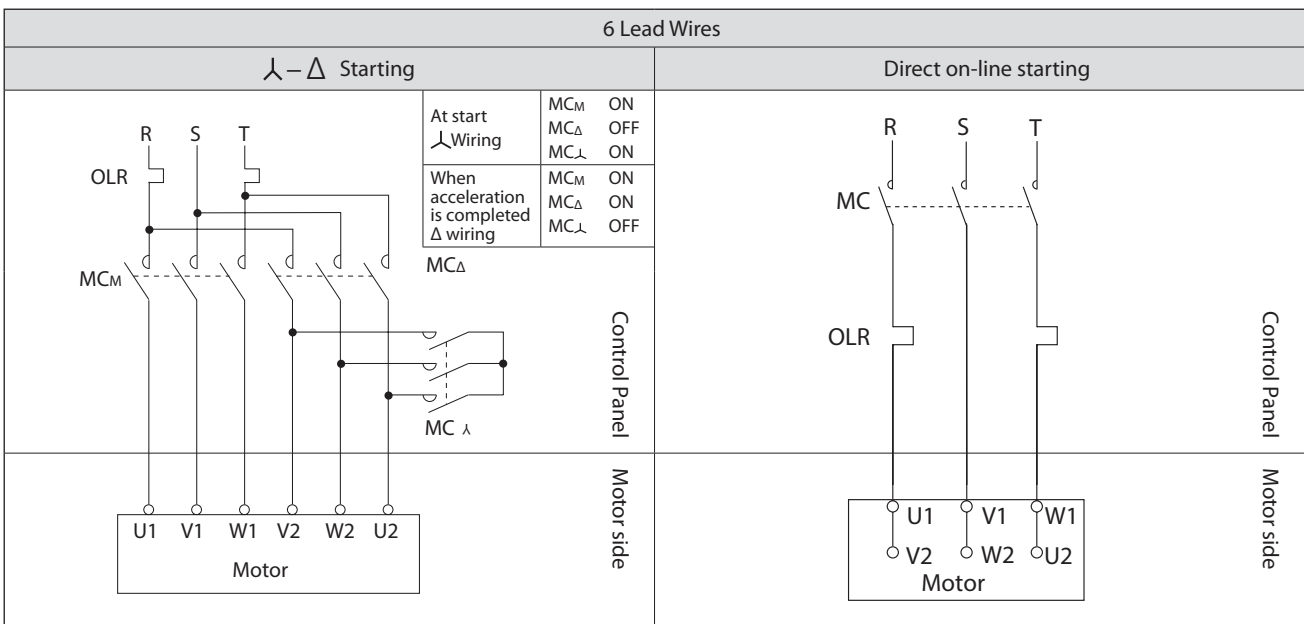 6 Lead Wires
⅄ – Δ Starting
Direct on-line starting
R S T
OLR
At start
⅄Wiring
MCM ON
MCΔ OFF
MC⅄ ON
When
acceleration
is completed
Δ wiring
MCM ON
MCΔ ON
MC⅄ OFF
MCM
MCΔ
MC ⅄
Control Panel
Motor side
U1 V1 W1 V2 W2 U2
Motor
R S T
MC
OLR
Control Panel
Motor side
U1 V1 W1
V2 W2 U2
Motor